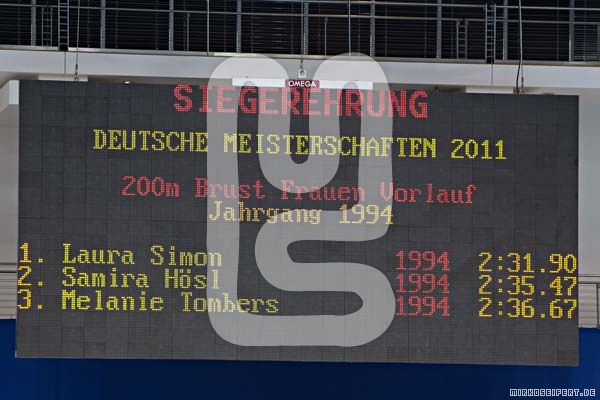 OMEGA
SIEGEREHRUNG
DEUTSCHE MEISTERSCHAFTEN 2011
200m Brust Frauen Vorlauf
Jahrgang 1994
1. Laura Simon 1994 2:31.90
2. Samira Hösl 1994 2:35.47
3. Melanie Tombers 1994 2:36.67
MIRKOSEIFERT.DE